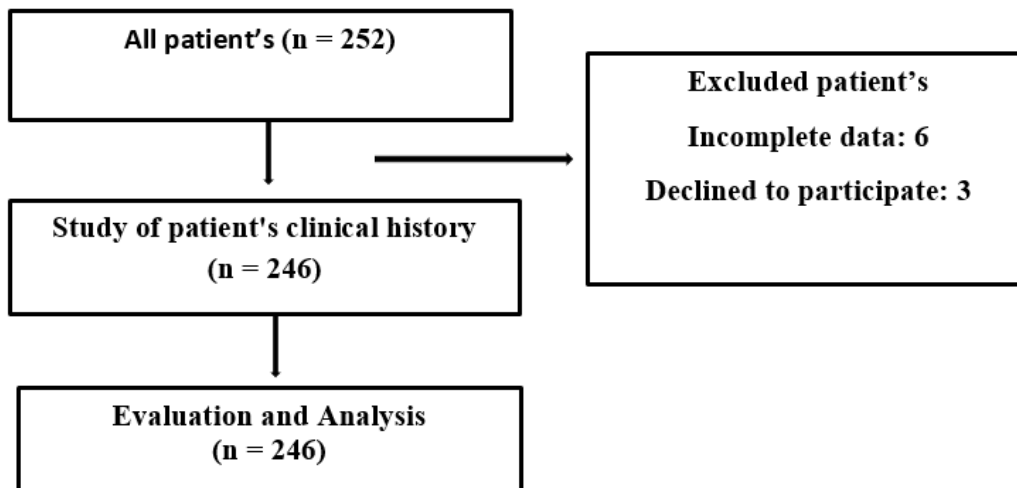 All patient’s (n = 252)
Excluded patient’s
Incomplete data: 6
Declined to participate: 3
Study of patient's clinical history
(n = 246)
Evaluation and Analysis
(n = 246)